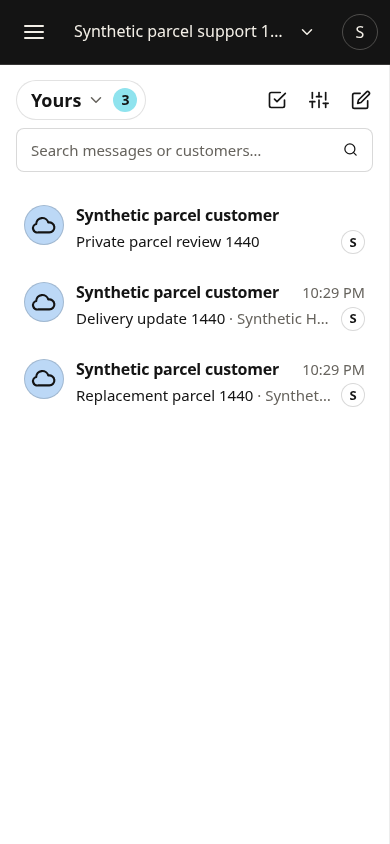 Synthetic parcel support 1...
S
Yours
3
Search messages or customers...
Synthetic parcel customer
Private parcel review 1440
S
Synthetic parcel customer 10:29 PM
Delivery update 1440 · Synthetic H...
S
Synthetic parcel customer 10:29 PM
Replacement parcel 1440 · Synthet...
S